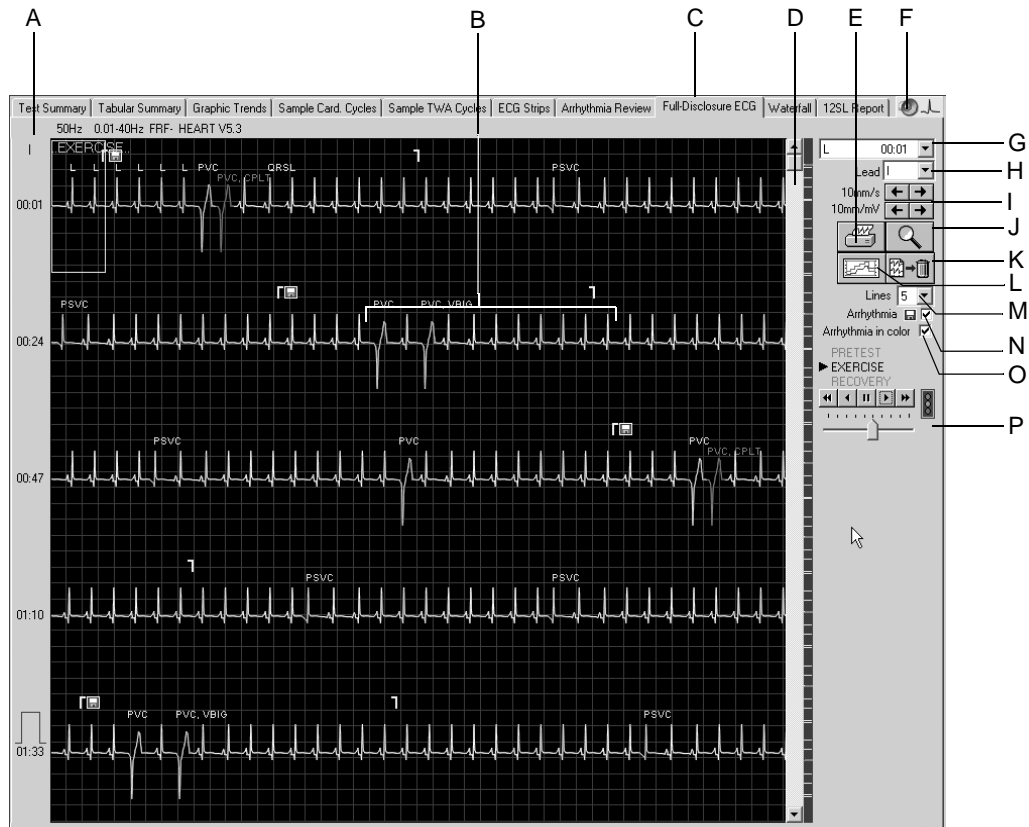 A B C D E F
Test Summary Tabular Summary Graphic Trends Sample Card. Cycles Sample TWA Cycles ECG Strips Arrhythmia Review Full-Disclosure ECG Waterfall 12SL Report
50Hz 0.01-40Hz FRF- HEART V5.3
I EXERCISE L 00:01 G
L L L L L L PVC QRSL PSVC
PVC, CPLT
Lead I H
00:01
10mm/s I
10mm/mV
J
K
L
PSVC PVC PVC, VBIG Lines 5 M
Arrhythmia N
00:24 Arrhythmia in color O
PRETEST
EXERCISE
RECOVERY
P
PSVC PVC PVC
PVC, CPLT
00:47
PSVC PSVC
01:10
PVC PVC, VBIG PSVC
01:33